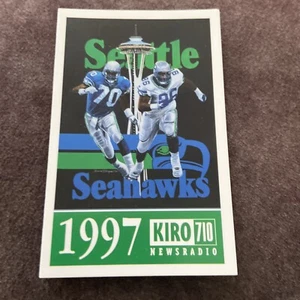 Seattle
70
96
Seahawks
1997
KIRO 710
NEWSRADIO